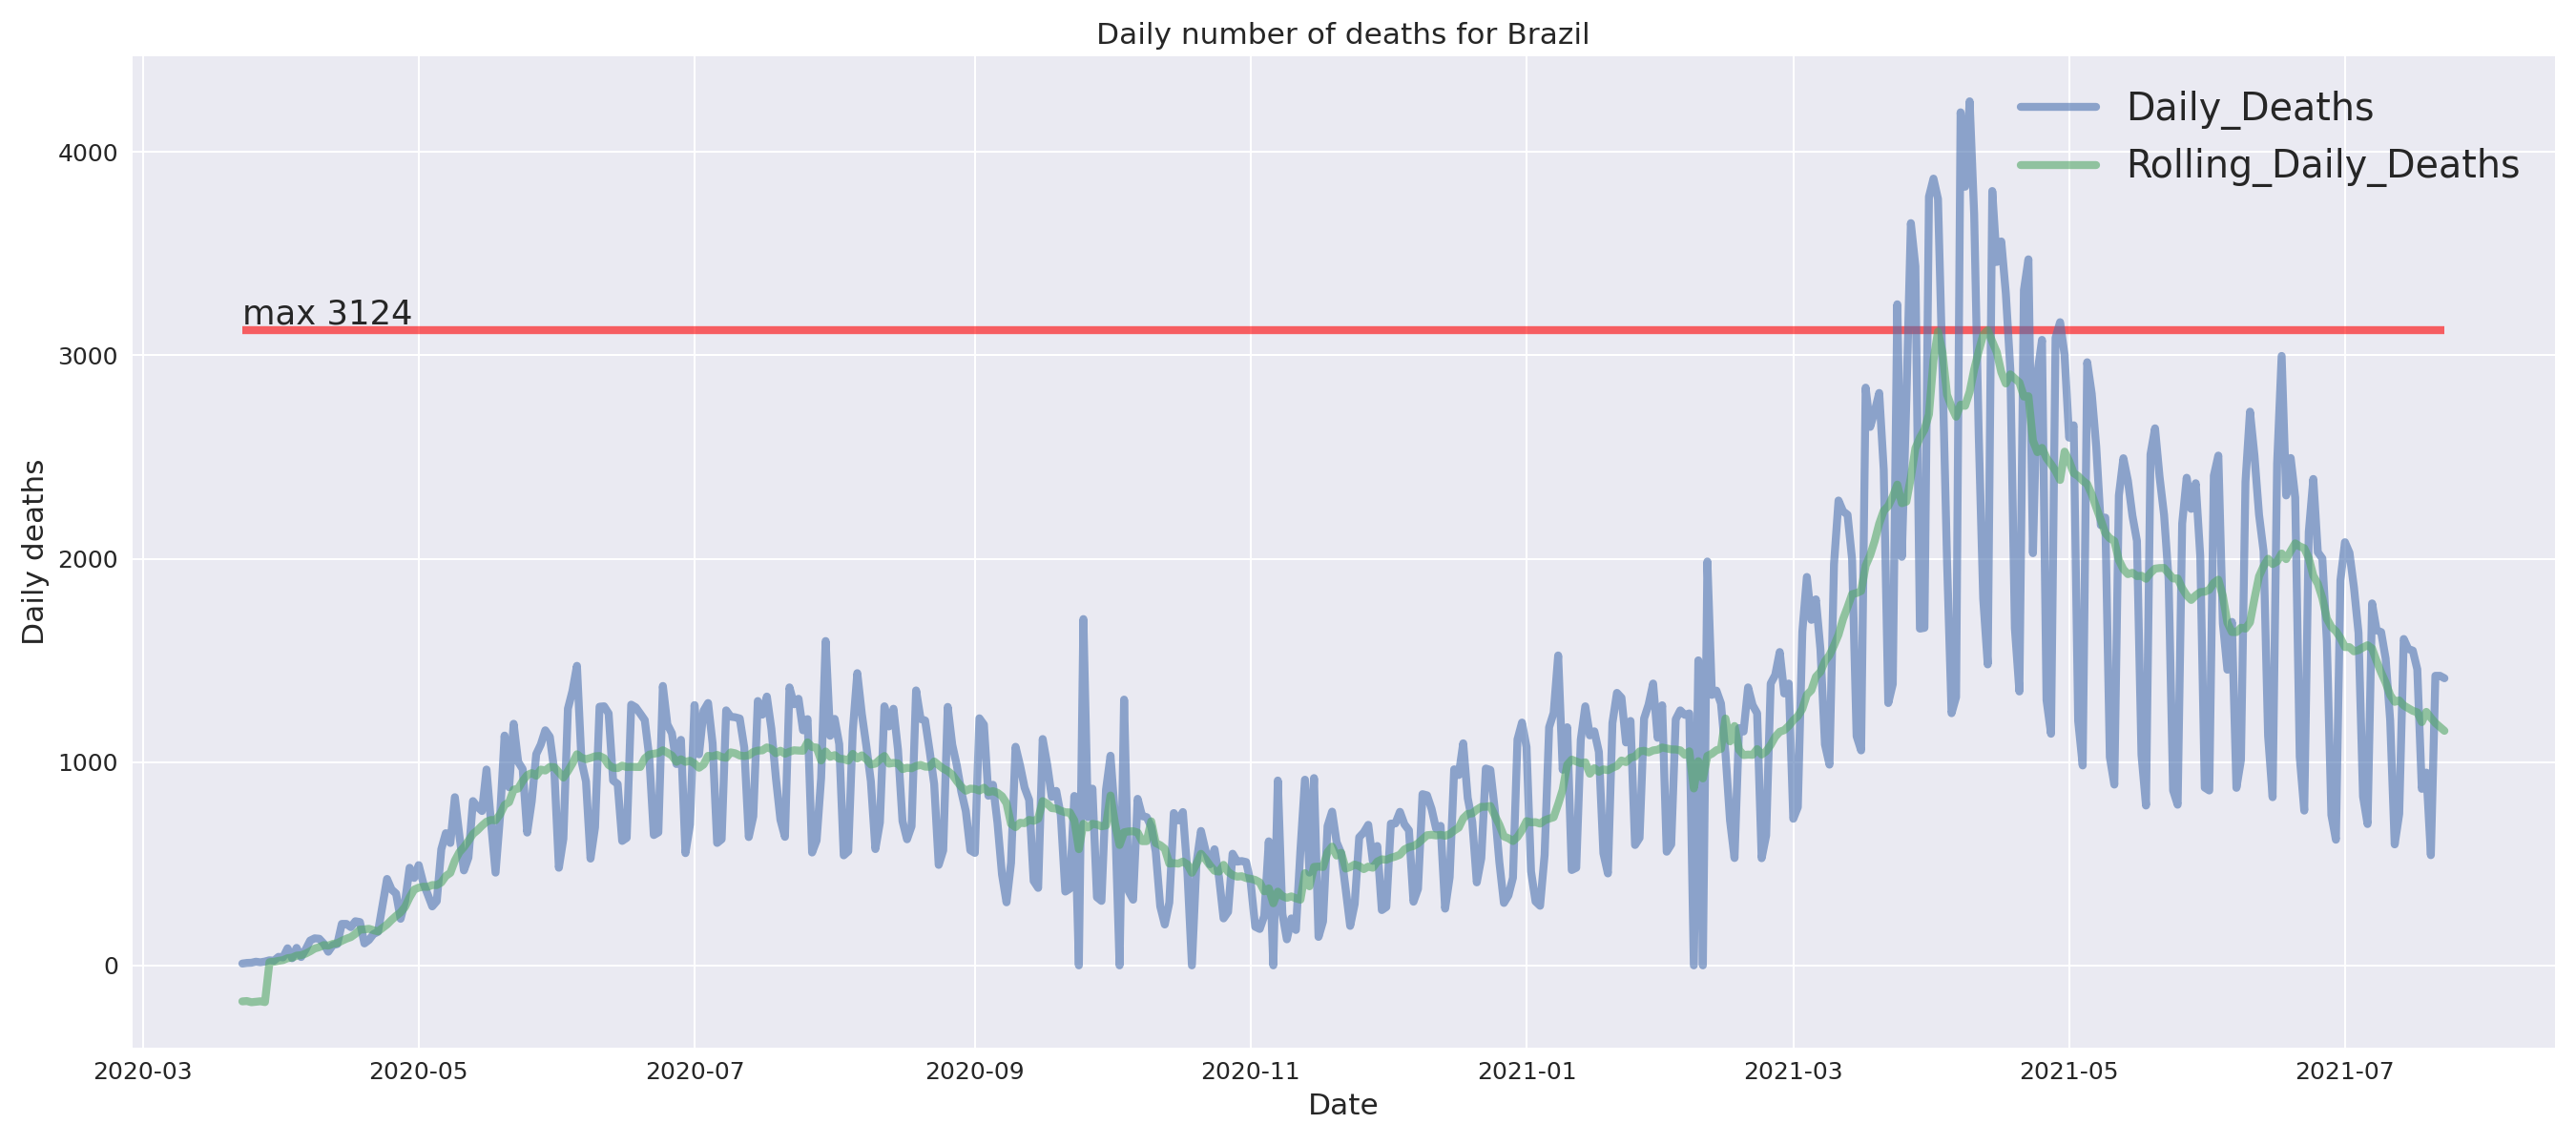 Daily number of deaths for Brazil
Daily_Deaths
Rolling_Daily_Deaths
max 3124
Daily deaths
4000
3000
2000
1000
0
2020-03
2020-05
2020-07
2020-09
2020-11
2021-01
2021-03
2021-05
2021-07
Date